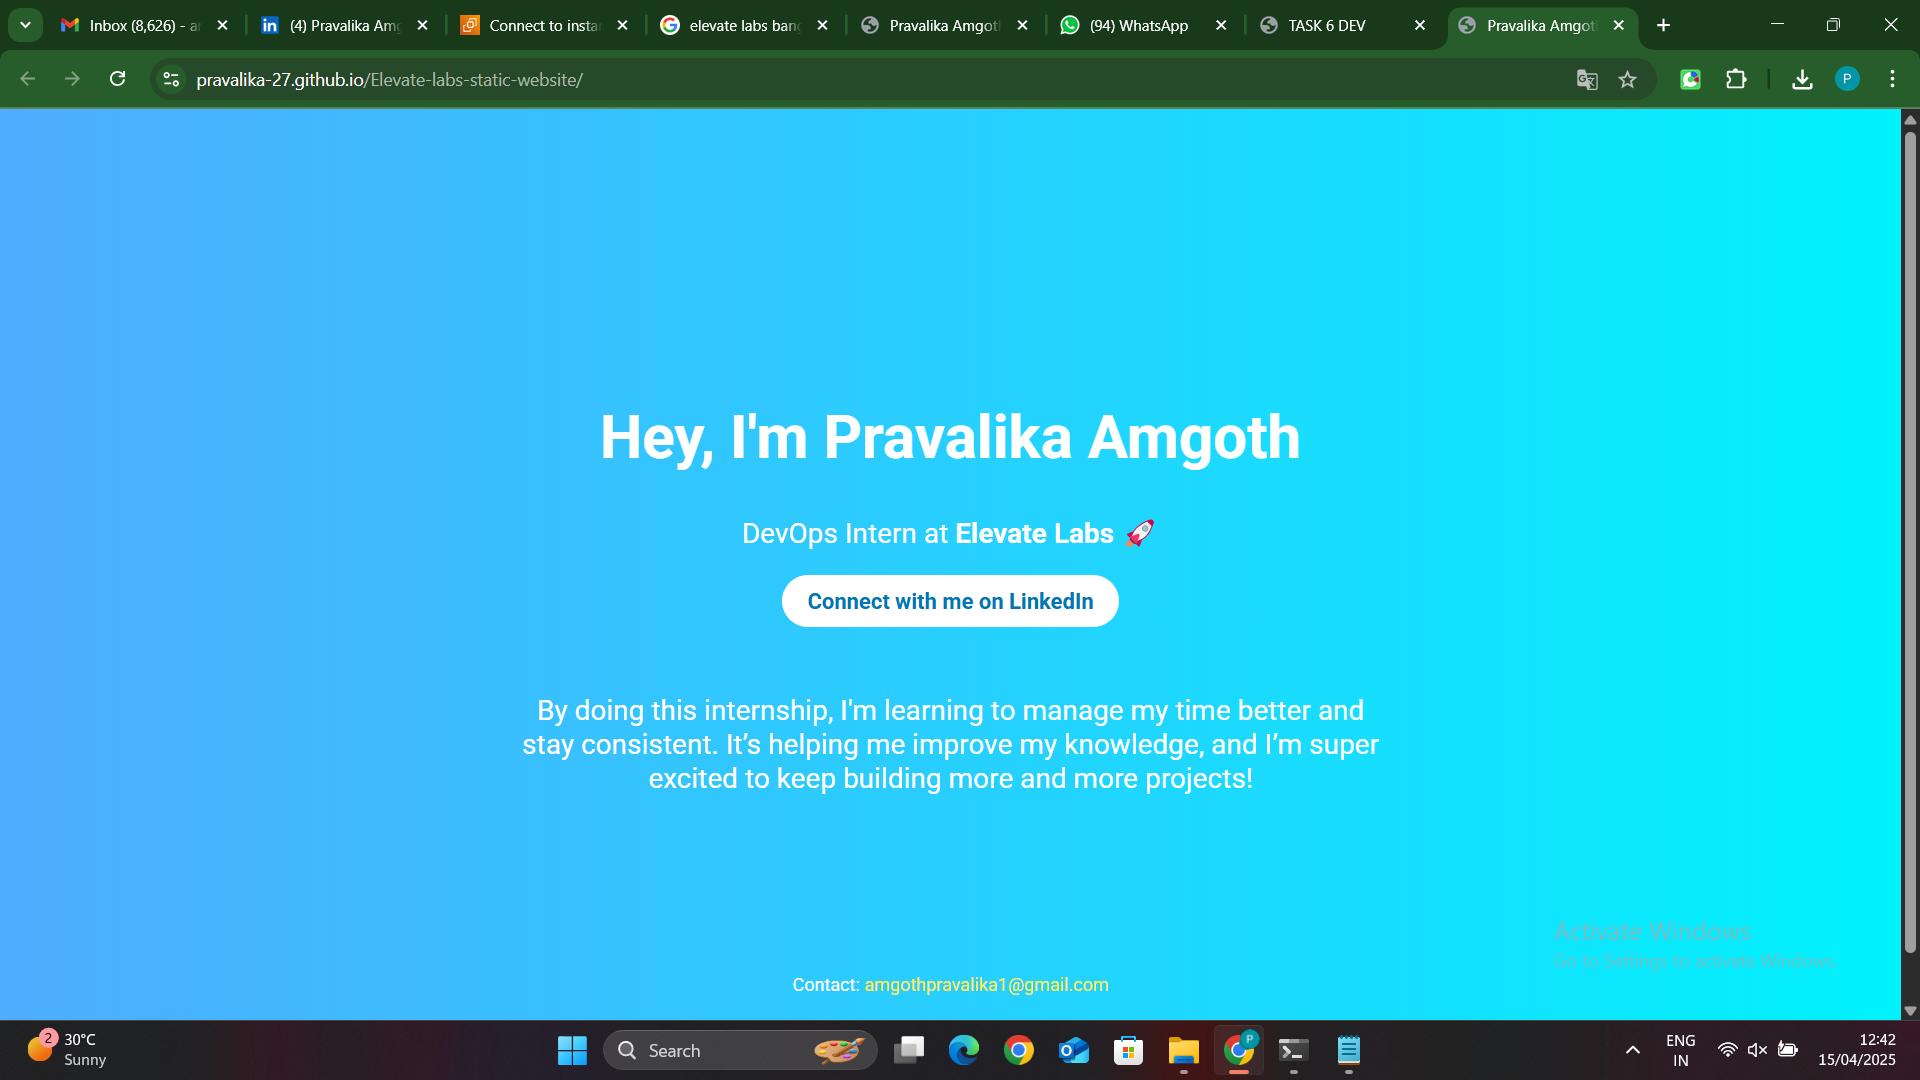 Inbox (8,626) - a
(4) Pravalika Amg
Connect to insta
elevate labs bang
Pravalika Amgot
(94) WhatsApp
TASK 6 DEV
Pravalika Amgot
pravalika-27.github.io/Elevate-labs-static-website/
P
Hey, I'm Pravalika Amgoth
DevOps Intern at Elevate Labs 🚀
Connect with me on LinkedIn
By doing this internship, I'm learning to manage my time better and
stay consistent. It’s helping me improve my knowledge, and I’m super
excited to keep building more and more projects!
Activate Windows
Go to Settings to activate Windows.
Contact: amgothpravalika1@gmail.com
2
30°C
Sunny
Search
P
ENG
IN
12:42
15/04/2025